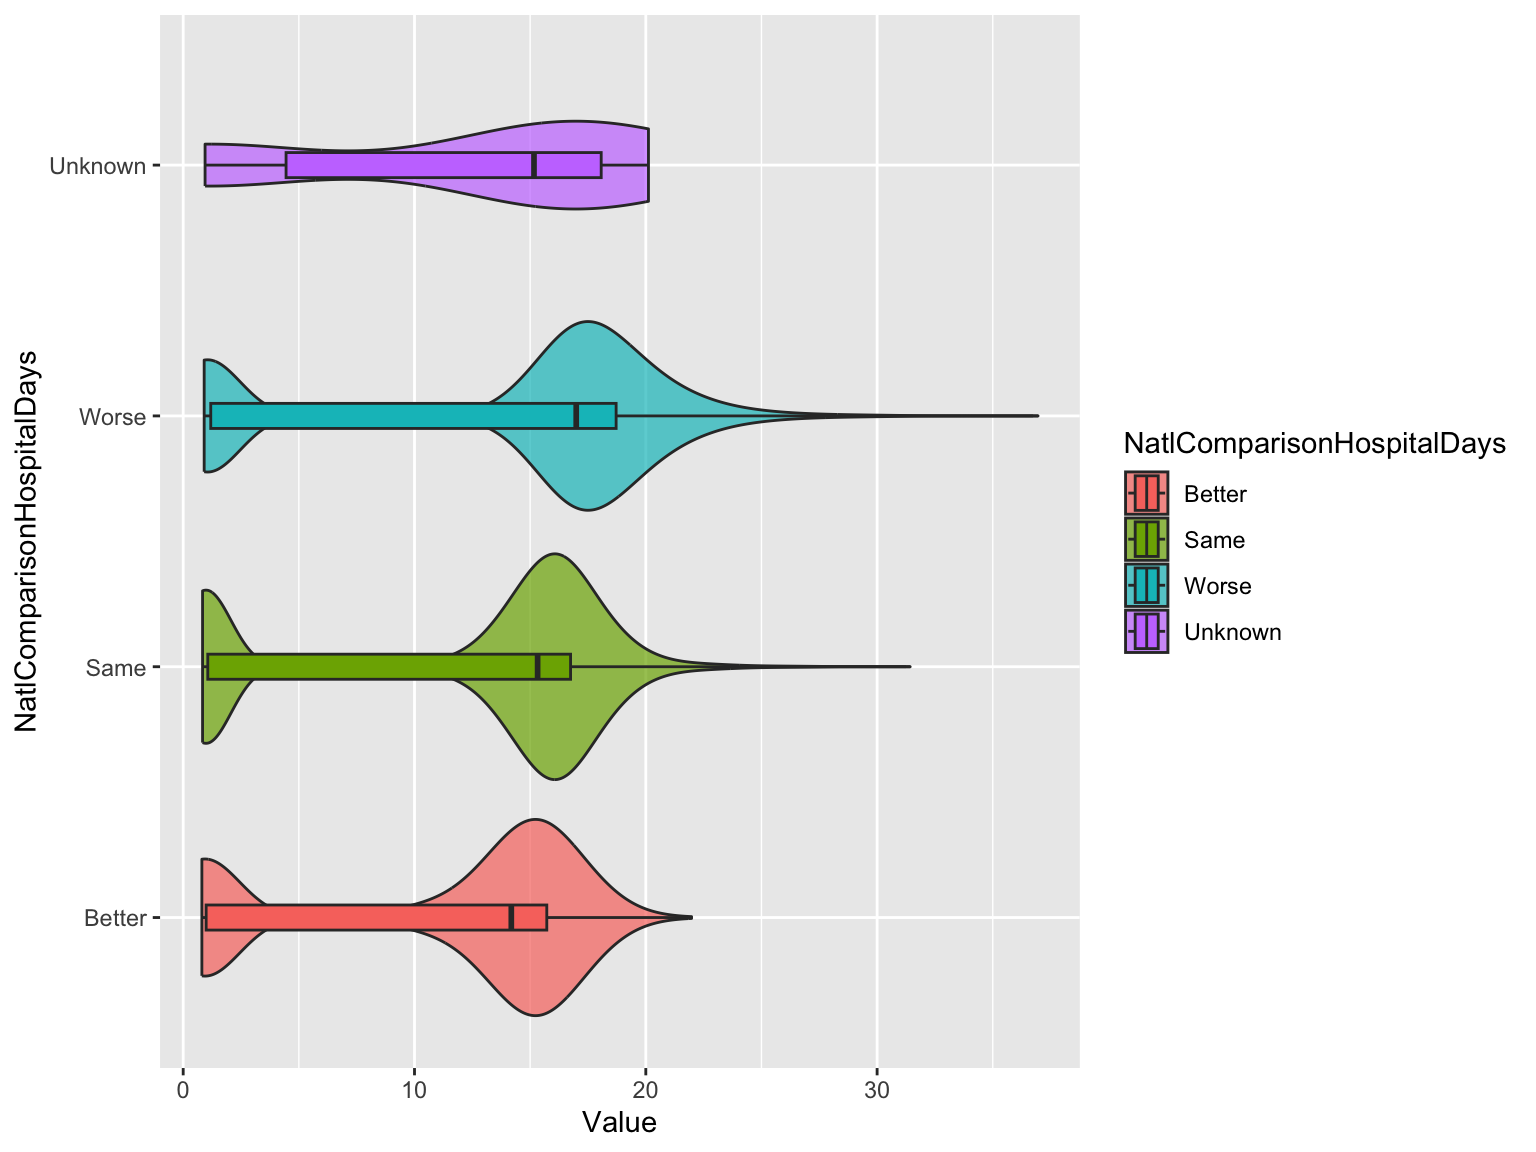 NatlComparisonHospitalDays
Unknown
Worse
Same
Better
0 10 20 30
Value
NatlComparisonHospitalDays
Better
Same
Worse
Unknown